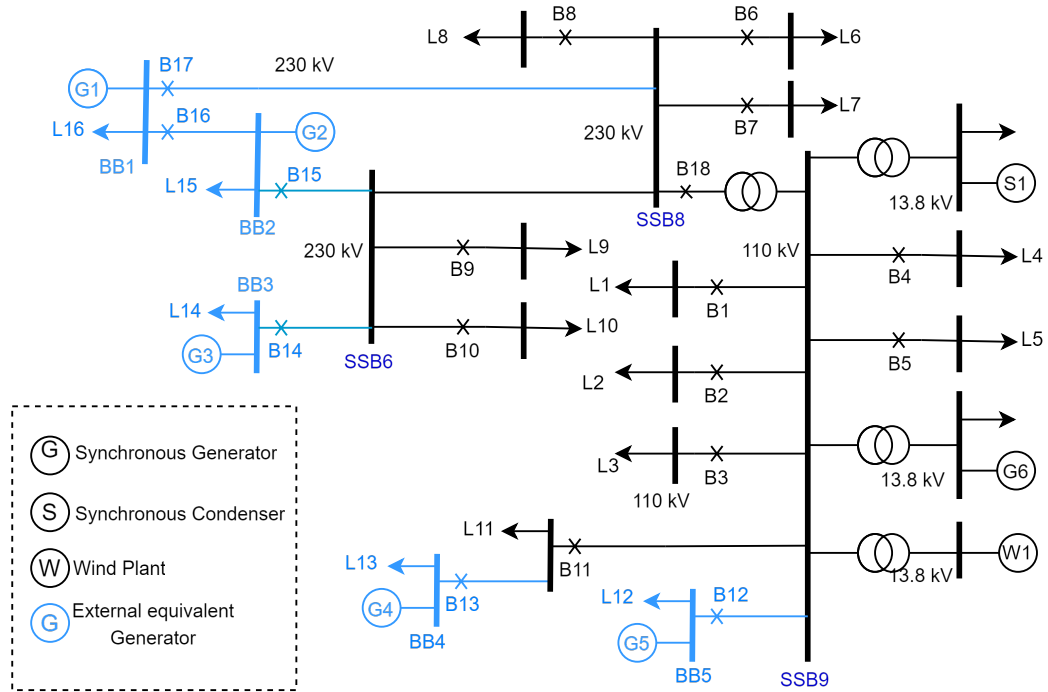 B8
B6
L8
L6
B17
230 kV
G1
B16
L16
G2
230 kV
L7
B7
BB1
B15
B18
L15
S1
13.8 kV
BB2
SSB8
230 kV
110 kV
L9
B9
L4
B4
BB3
L1
B1
L14
B14
G3
B10
L10
SSB6
L5
B5
L2
B2
L3
B3
110 kV
13.8 kV
G6
G
Synchronous Generator
S
Synchronous Condenser
W
Wind Plant
G
External equivalent
Generator
L11
B11
W1
13.8 kV
L13
B13
G4
BB4
L12
B12
G5
BB5
SSB9